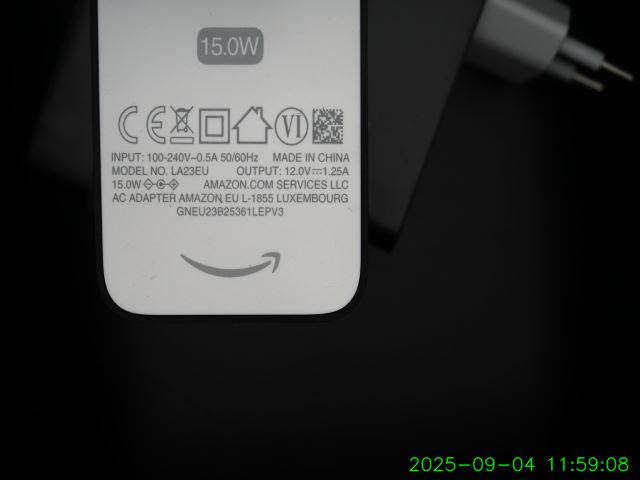 15.0W
CE VI
INPUT: 100-240V~0.5A 50/60Hz MADE IN CHINA
MODEL NO. LA23EU OUTPUT: 12.0V⎓1.25A
15.0W AMAZON.COM SERVICES LLC
AC ADAPTER AMAZON EU L-1855 LUXEMBOURG
GNEU23B25361LEPV3
2025-09-04 11:59:08